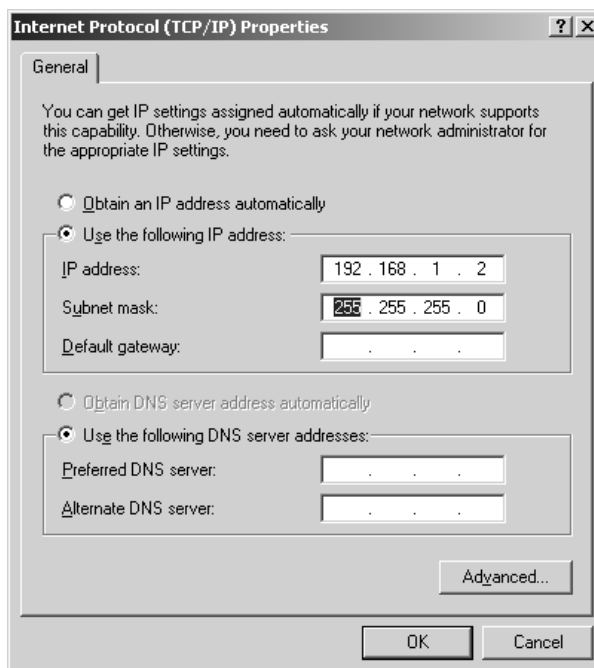 Internet Protocol (TCP/IP) Properties ? X
General
You can get IP settings assigned automatically if your network supports
this capability. Otherwise, you need to ask your network administrator for
the appropriate IP settings.
Obtain an IP address automatically
Use the following IP address:
IP address: 192 . 168 . 1 . 2
Subnet mask: 255 . 255 . 255 . 0
Default gateway: . . .
Obtain DNS server address automatically
Use the following DNS server addresses:
Preferred DNS server: . . .
Alternate DNS server: . . .
Advanced...
OK Cancel